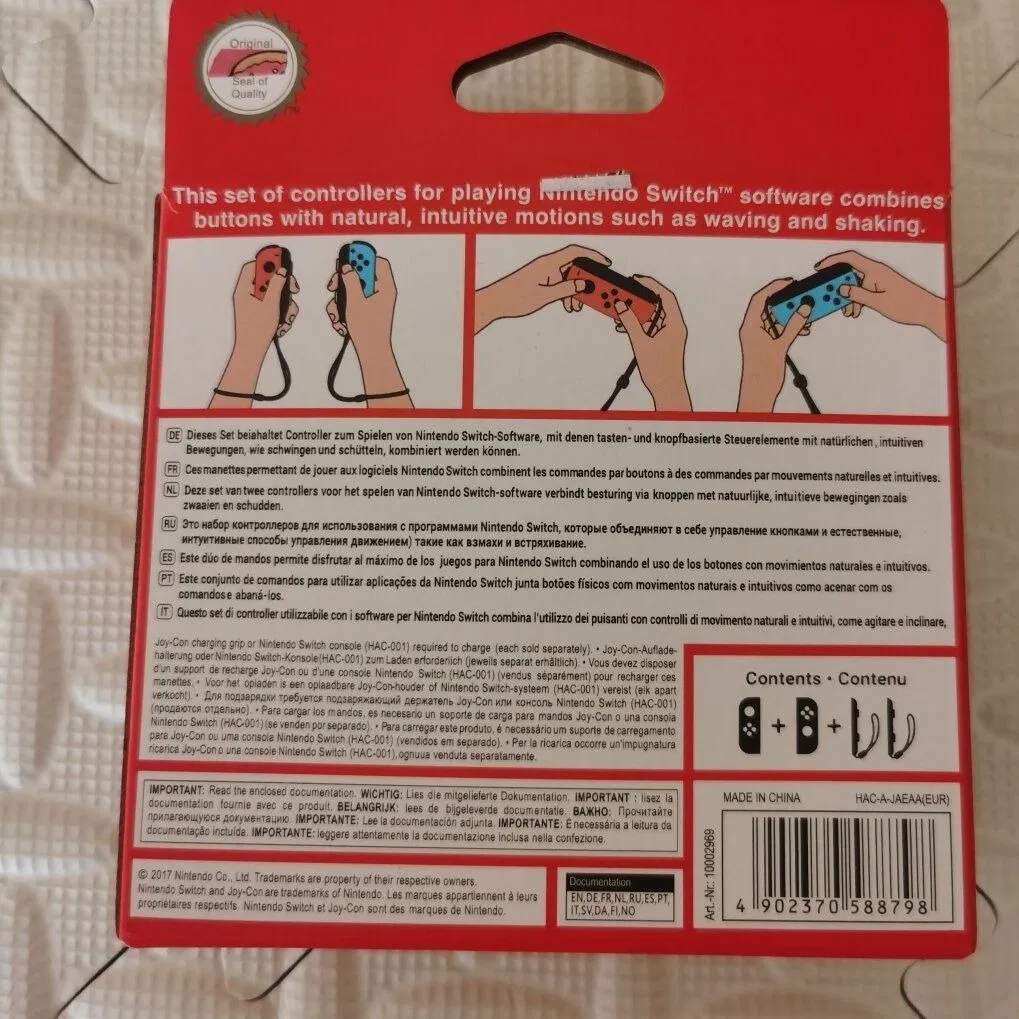 Original
Seal of
Quality
This set of controllers for playing Nintendo Switch™ software combines
buttons with natural, intuitive motions such as waving and shaking.
DE Dieses Set beiahaltet Controller zum Spielen von Nintendo Switch-Software, mit denen tasten- und knopfbasierte Steuerelemente mit natürlichen, intuitiven
Bewegungen, wie schwingen und schütteln, kombiniert werden können.
FR Ces manettes permettant de jouer aux logiciels Nintendo Switch combinent les commandes par boutons à des commandes par mouvements naturelles et intuitives.
NL Deze set van twee controllers voor het spelen van Nintendo Switch-software verbindt besturing via knoppen met natuurlijke, intuïtieve bewegingen zoals
zwaaien en schudden.
RU Это набор контроллеров для использования с программами Nintendo Switch, которые объединяют в себе управление кнопками и естественные,
интуитивные способы управления движением) такие как взмахи и встряхивание.
ES Este dúo de mandos permite disfrutar al máximo de los juegos para Nintendo Switch combinando el uso de los botones con movimientos naturales e intuitivos.
PT Este conjunto de comandos para utilizar aplicações da Nintendo Switch junta botões físicos com movimentos naturais e intuitivos como acenar com os
comandos e abaná-los.
IT Questo set di controller utilizzabile con i software per Nintendo Switch combina l'utilizzo dei puisanti con controlli di movimento naturali e intuitivi, come agitare e inclinare,
Joy-Con charging grip or Nintendo Switch console (HAC-001) required to charge (each sold separately). • Joy-Con-Auflade-
halterung oder Nintendo Switch-Konsole (HAC-001) zum Laden erforderlich (jeweils separat erhältlich). • Vous devez disposer
d'un support de recharge Joy-Con ou d'une console Nintendo Switch (HAC-001) (vendus séparément) pour recharger ces
manettes. • Voor het opiaden is een oplaadbare Joy-Con-houder of Nintendo Switch-systeem (HAC-001) vereist (elk apart
verkocht). • Для подзарядки требуется подзаряжающий держатель Joy-Con или консоль Nintendo Switch (HAC-001)
(продаются отдельно). • Para cargar los mandos, es necesario un soporte de carga para mandos Joy-Con o una consola
Nintendo Switch (HAC-001) (se venden por separado). • Para carregar este produto, é necessário um suporte de carregamento
para Joy-Con ou uma consola Nintendo Switch (HAC-001) (vendidos em separado). • Per la ricarica occorre un'impugnatura
ricarica Joy-Con o una console Nintendo Switch (HAC-001),ognuua venduta separatamente.
Contents • Contenu
IMPORTANT: Read the enclosed documentation. WICHTIG: Lies die mitgelieferte Dokumentation. IMPORTANT : lisez la
documentation fournie avec ce produit. BELANGRIJK: lees de bijgeleverde documentatie. ВАЖНО: Прочитайте
прилагающуюся документацию. IMPORTANTE: Lee la documentación adjunta. IMPORTANTE: É necessária a leitura da
documentação incluída. IMPORTANTE: leggere attentamente la documentazione inclusa nella confezione.
MADE IN CHINA HAC-A-JAEAA(EUR)
Art.-Nr.: 10002969
4 902370 588798
© 2017 Nintendo Co., Ltd. Trademarks are property of their respective owners.
Nintendo Switch and Joy-Con are trademarks of Nintendo. Les marques appartiennent à leurs
propriétaires respectifs. Nintendo Switch et Joy-Con sont des marques de Nintendo.
Documentation
EN,DE,FR,NL,RU,ES,PT,
IT,SV,DA,FI,NO